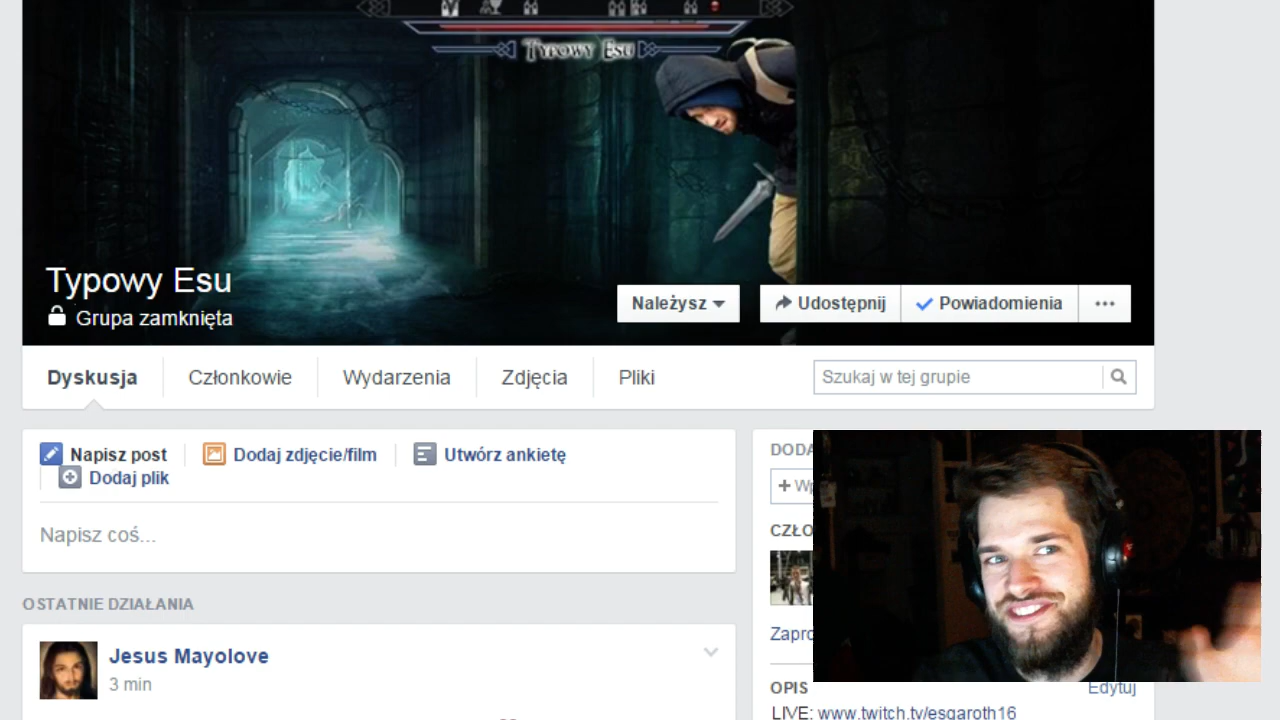 Typowy Esu
Typowy Esu
Grupa zamknięta
Należysz
Udostępnij
Powiadomienia
Dyskusja
Członkowie
Wydarzenia
Zdjęcia
Pliki
Szukaj w tej grupie
Napisz post
Dodaj zdjęcie/film
Utwórz ankietę
Dodaj plik
Napisz coś...
OSTATNIE DZIAŁANIA
Jesus Mayolove
3 min
OPIS
Edytuj
LIVE: www.twitch.tv/esgaroth16